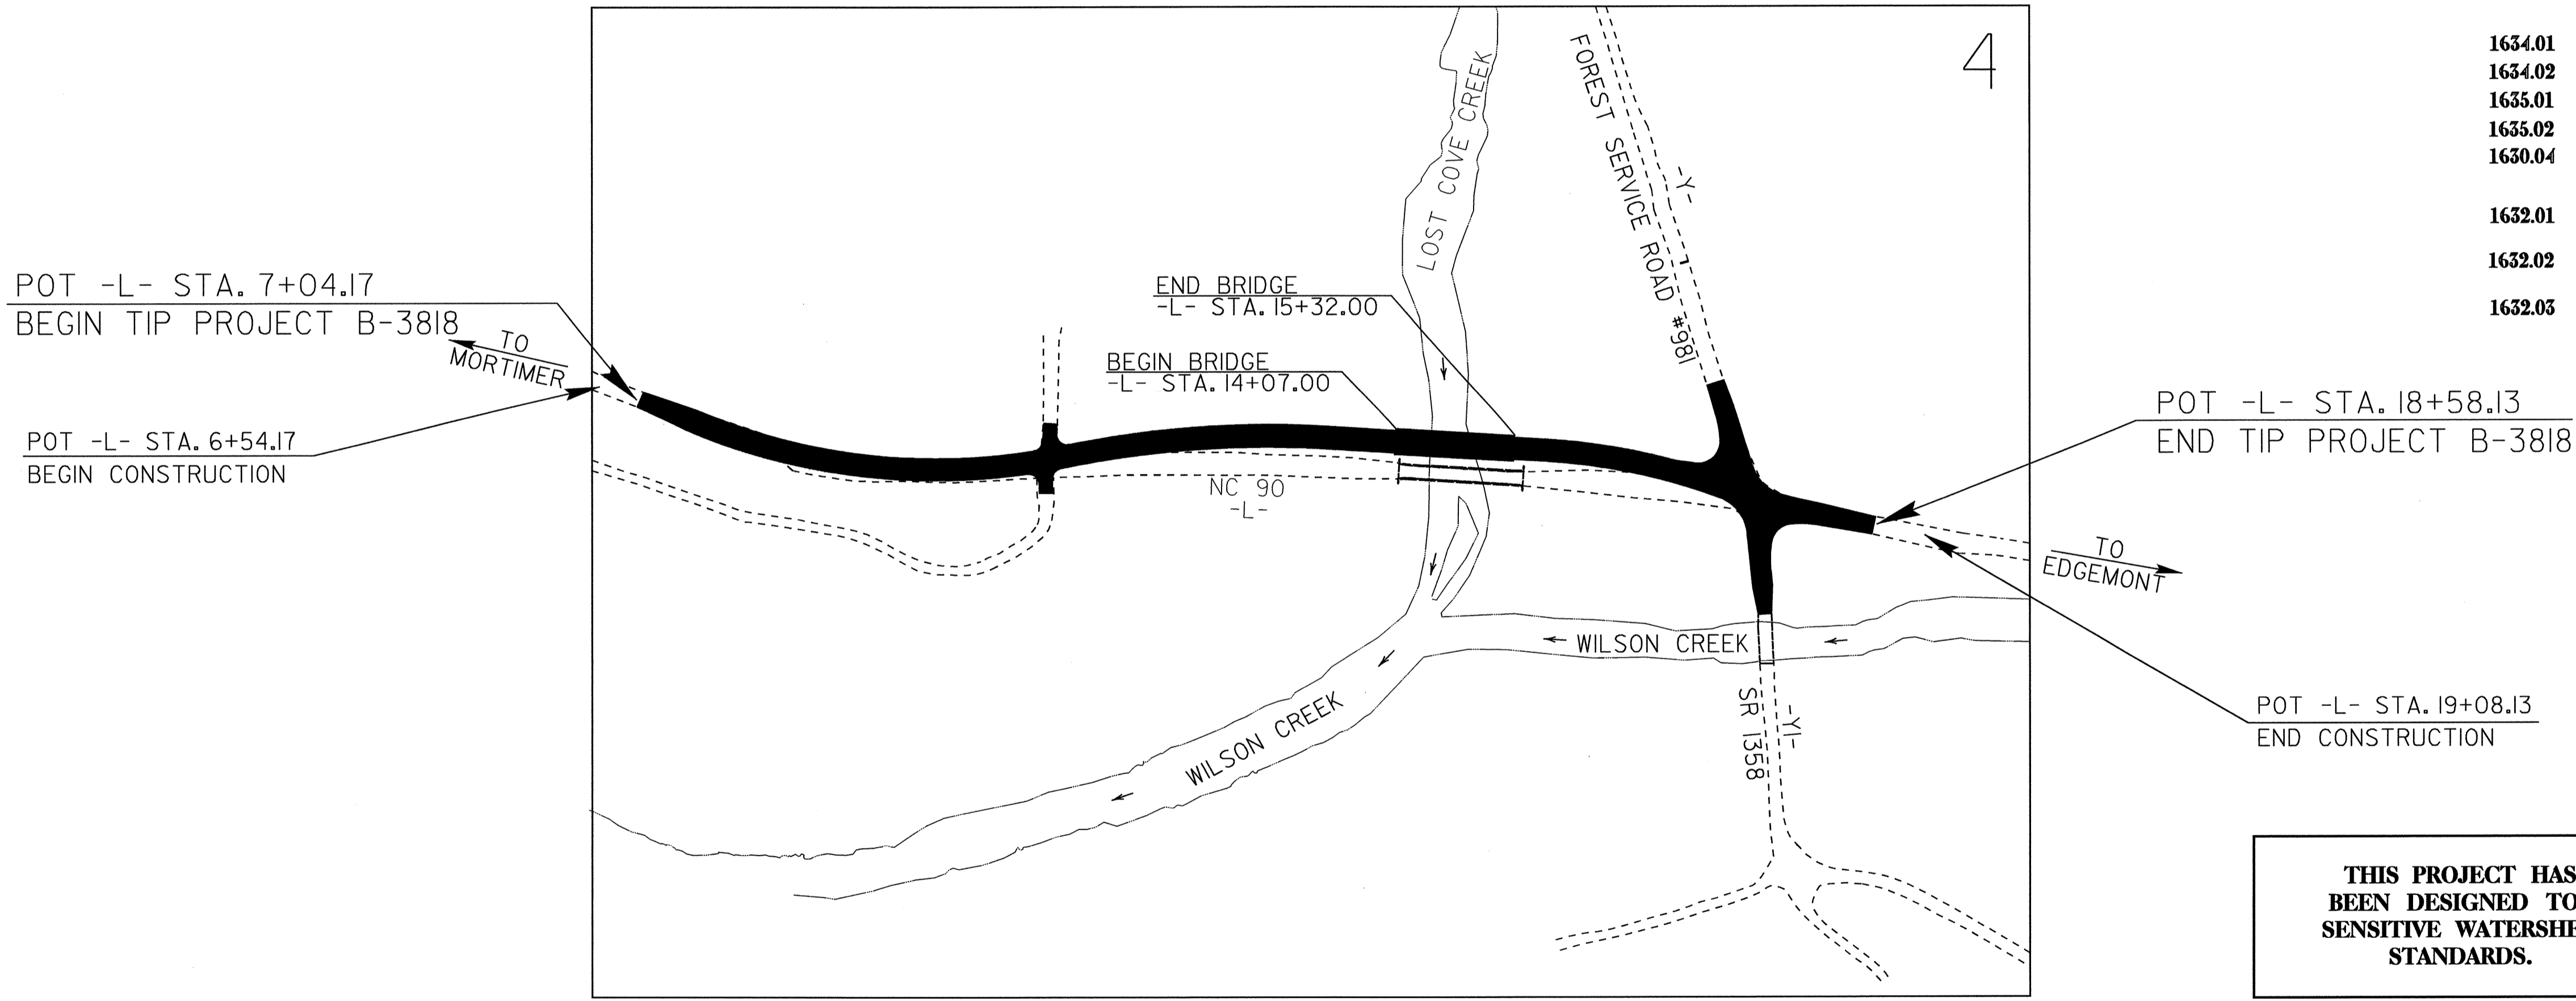 4
1634.01
1634.02
1635.01
1635.02
1630.04
1632.01
1632.02
1632.03
FOREST SERVICE ROAD #981
-Y-
LOST COVE CREEK
POT -L- STA. 7+04.17
BEGIN TIP PROJECT B-3818
TO
MORTIMER
END BRIDGE
-L- STA. 15+32.00
BEGIN BRIDGE
-L- STA. 14+07.00
POT -L- STA. 6+54.17
BEGIN CONSTRUCTION
POT -L- STA. 18+58.13
END TIP PROJECT B-3818
NC 90
-L-
TO
EDGEMONT
WILSON CREEK
WILSON CREEK
SR 1358
-Y1-
POT -L- STA. 19+08.13
END CONSTRUCTION
THIS PROJECT HAS
BEEN DESIGNED TO
SENSITIVE WATERSHE
STANDARDS.